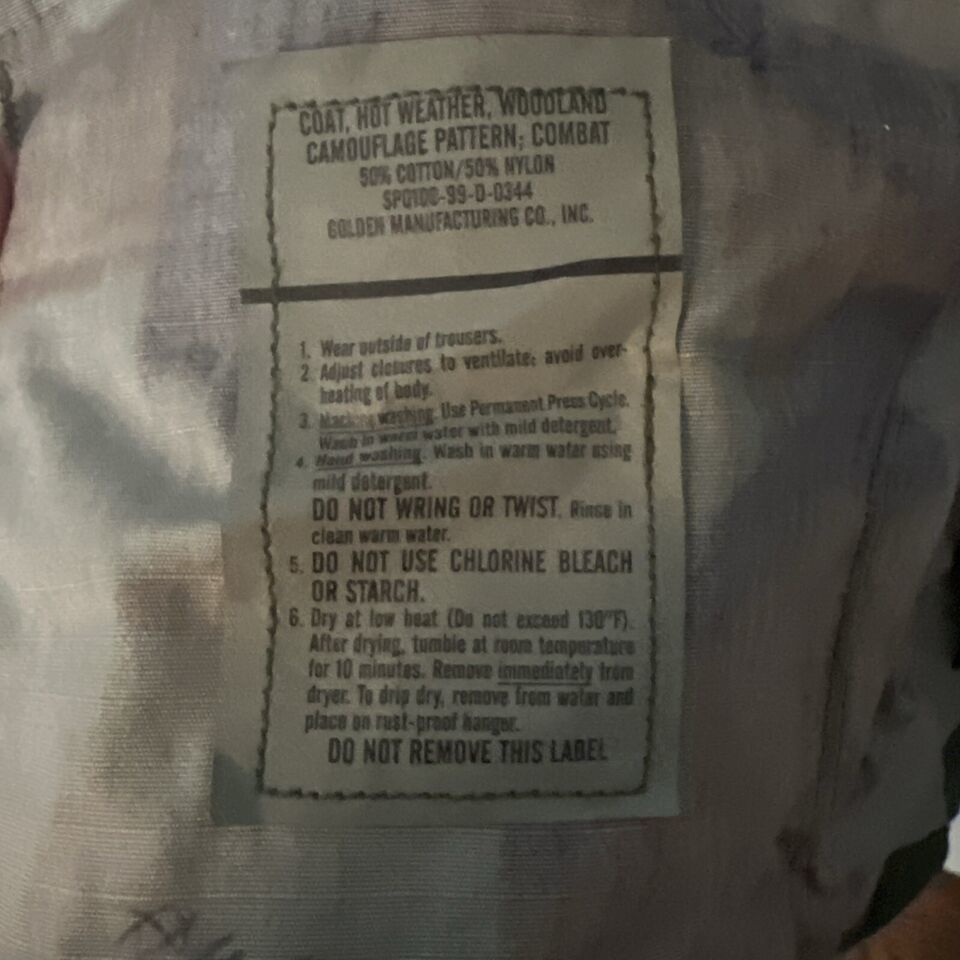 COAT, HOT WEATHER, WOODLAND
CAMOUFLAGE PATTERN; COMBAT
50% COTTON/50% NYLON
SPO100-99-D-0344
GOLDEN MANUFACTURING CO., INC.
1. Wear outside of trousers.
2. Adjust closures to ventilate: avoid over-
heating of body.
3. Machine washing. Use Permanent Press Cycle.
Wash in warm water with mild detergent.
4. Hand washing. Wash in warm water using
mild detergent.
DO NOT WRING OR TWIST. Rinse in
clean warm water.
5. DO NOT USE CHLORINE BLEACH
OR STARCH.
6. Dry at low heat (Do not exceed 130°F).
After drying, tumble at room temperature
for 10 minutes. Remove immediately from
dryer. To drip dry, remove from water and
place on rust-proof hanger.
DO NOT REMOVE THIS LABEL